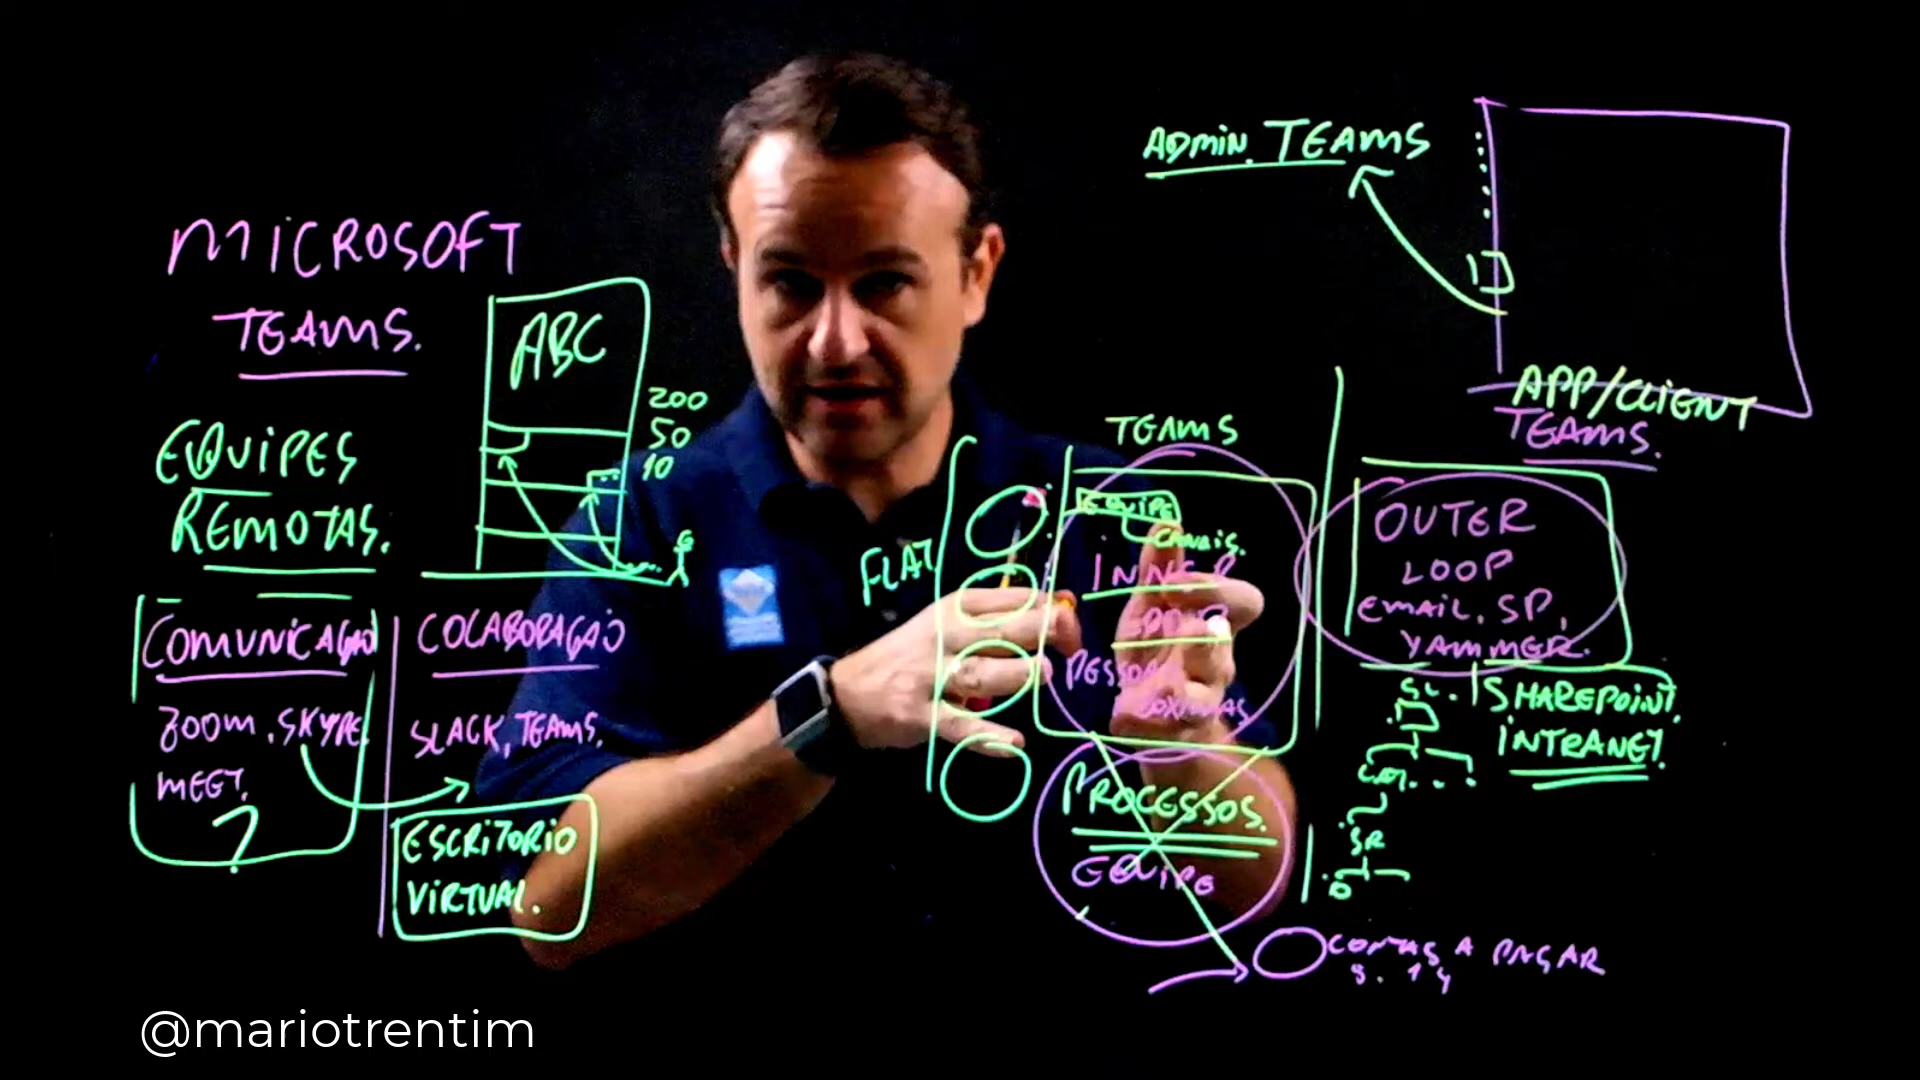 MICROSOFT
TEAMS.
EQUIPES
REMOTAS.
COMUNICAÇÃO
ZOOM, SKYPE,
MEET.
?
COLABORAÇÃO
SLACK, TEAMS.
ESCRITORIO
VIRTUAL.
ABC
200
50
10
G
FLAT
TEAMS
EQUIPE
CANAIS.
INNER
LOOP
PESSOAS
PRÓXIMAS
PROCESSOS.
EQUIPE
CONTAS A PAGAR
ADMIN. TEAMS
APP/CLIENT
TEAMS.
OUTER
LOOP
EMAIL, SP,
YAMMER.
SHAREPOINT.
INTRANET.
SR
@mariotrentim